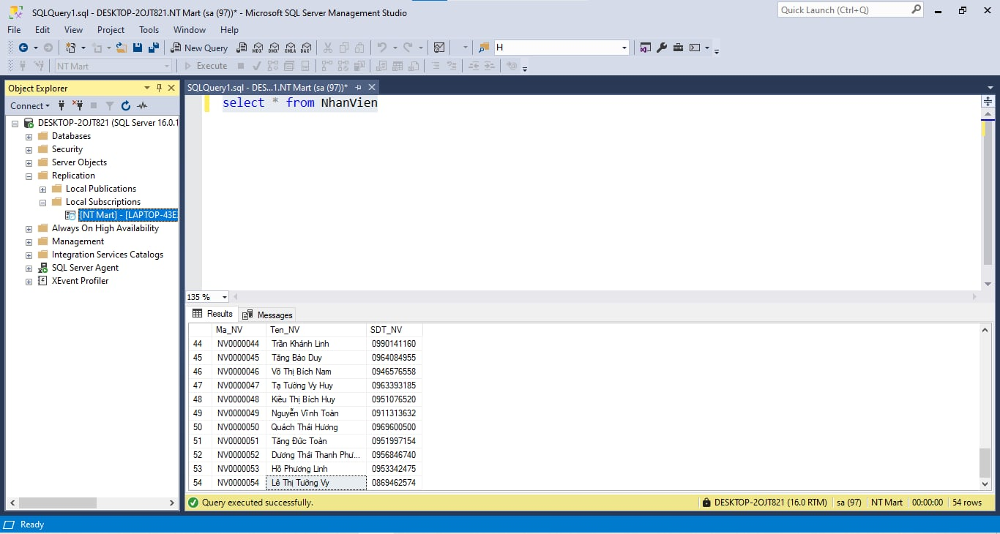 SQLQuery1.sql - DESKTOP-2OJT821.NT Mart (sa (97))* - Microsoft SQL Server Management Studio
Quick Launch (Ctrl+Q)
File Edit View Project Tools Window Help
New Query MDX DMX XMLA DAX H
NT Mart Execute
Object Explorer
SQLQuery1.sql - DES...1.NT Mart (sa (97))*
Connect
DESKTOP-2OJT821 (SQL Server 16.0.1
Databases
Security
Server Objects
Replication
Local Publications
Local Subscriptions
[NT Mart] - [LAPTOP-43E
Always On High Availability
Management
Integration Services Catalogs
SQL Server Agent
XEvent Profiler
select * from NhanVien
135 %
Results Messages
Ma_NV Ten_NV SDT_NV
44 NV0000044 Trần Khánh Linh 0990141160
45 NV0000045 Tăng Bảo Duy 0964084955
46 NV0000046 Võ Thị Bích Nam 0946576558
47 NV0000047 Tạ Tường Vy Huy 0963393185
48 NV0000048 Kiều Thị Bích Huy 0951076520
49 NV0000049 Nguyễn Vĩnh Toàn 0911313632
50 NV0000050 Quách Thái Hương 0969600500
51 NV0000051 Tăng Đức Toàn 0951997154
52 NV0000052 Dương Thái Thanh Phư... 0956846740
53 NV0000053 Hồ Phương Linh 0953342475
54 NV0000054 Lê Thị Tường Vy 0869462574
Query executed successfully. DESKTOP-2OJT821 (16.0 RTM) sa (97) NT Mart 00:00:00 54 rows
Ready